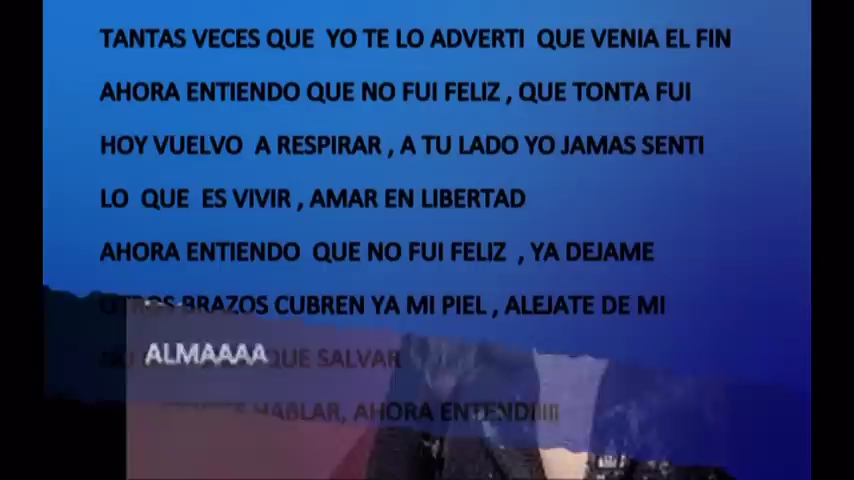 TANTAS VECES QUE YO TE LO ADVERTI QUE VENIA EL FIN
AHORA ENTIENDO QUE NO FUI FELIZ , QUE TONTA FUI
HOY VUELVO A RESPIRAR , A TU LADO YO JAMAS SENTI
LO QUE ES VIVIR , AMAR EN LIBERTAD
AHORA ENTIENDO QUE NO FUI FELIZ , YA DEJAME
OTROS BRAZOS CUBREN YA MI PIEL , ALEJATE DE MI
QUE SALVAR
ALMAAAA
HABLAR, AHORA